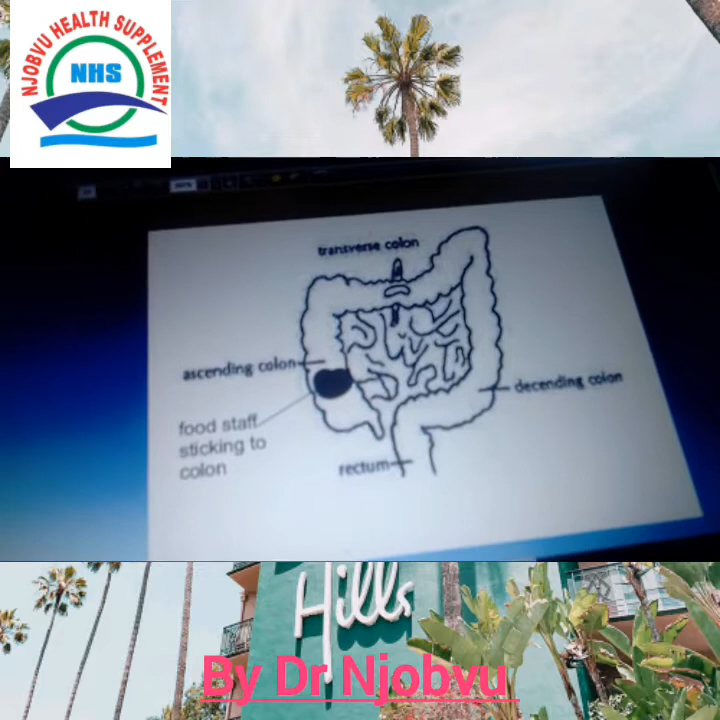 NJOBVU HEALTH SUPPLEMENT
NHS
transverse colon
ascending colon
food staff
sticking to
colon
decending colon
rectum
Hills
By Dr Njobvu